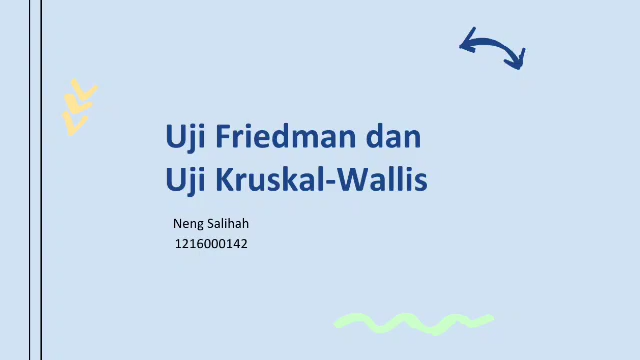 Uji Friedman dan
Uji Kruskal-Wallis
Neng Salihah
1216000142